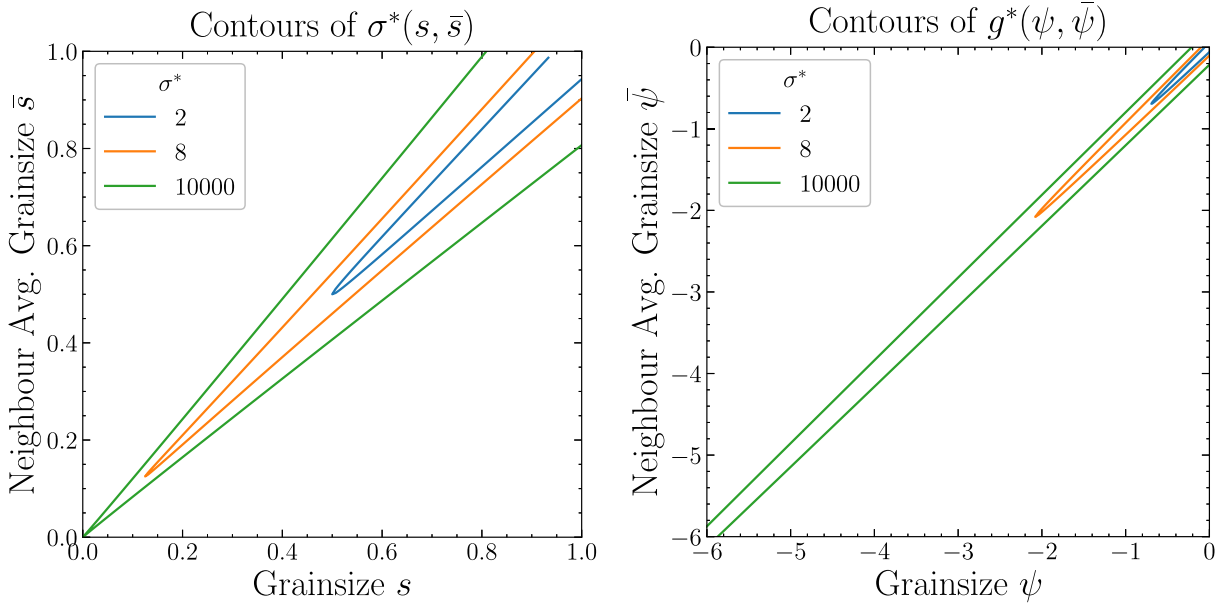 Contours of σ*(s, s̄)
Neighbour Avg. Grainsize s̄
1.0
0.8
0.6
0.4
0.2
0.0
σ*
2
8
10000
0.0 0.2 0.4 0.6 0.8 1.0
Grainsize s
Contours of g*(ψ, ψ̄)
Neighbour Avg. Grainsize ψ̄
0
−1
−2
−3
−4
−5
−6
σ*
2
8
10000
−6 −5 −4 −3 −2 −1 0
Grainsize ψ